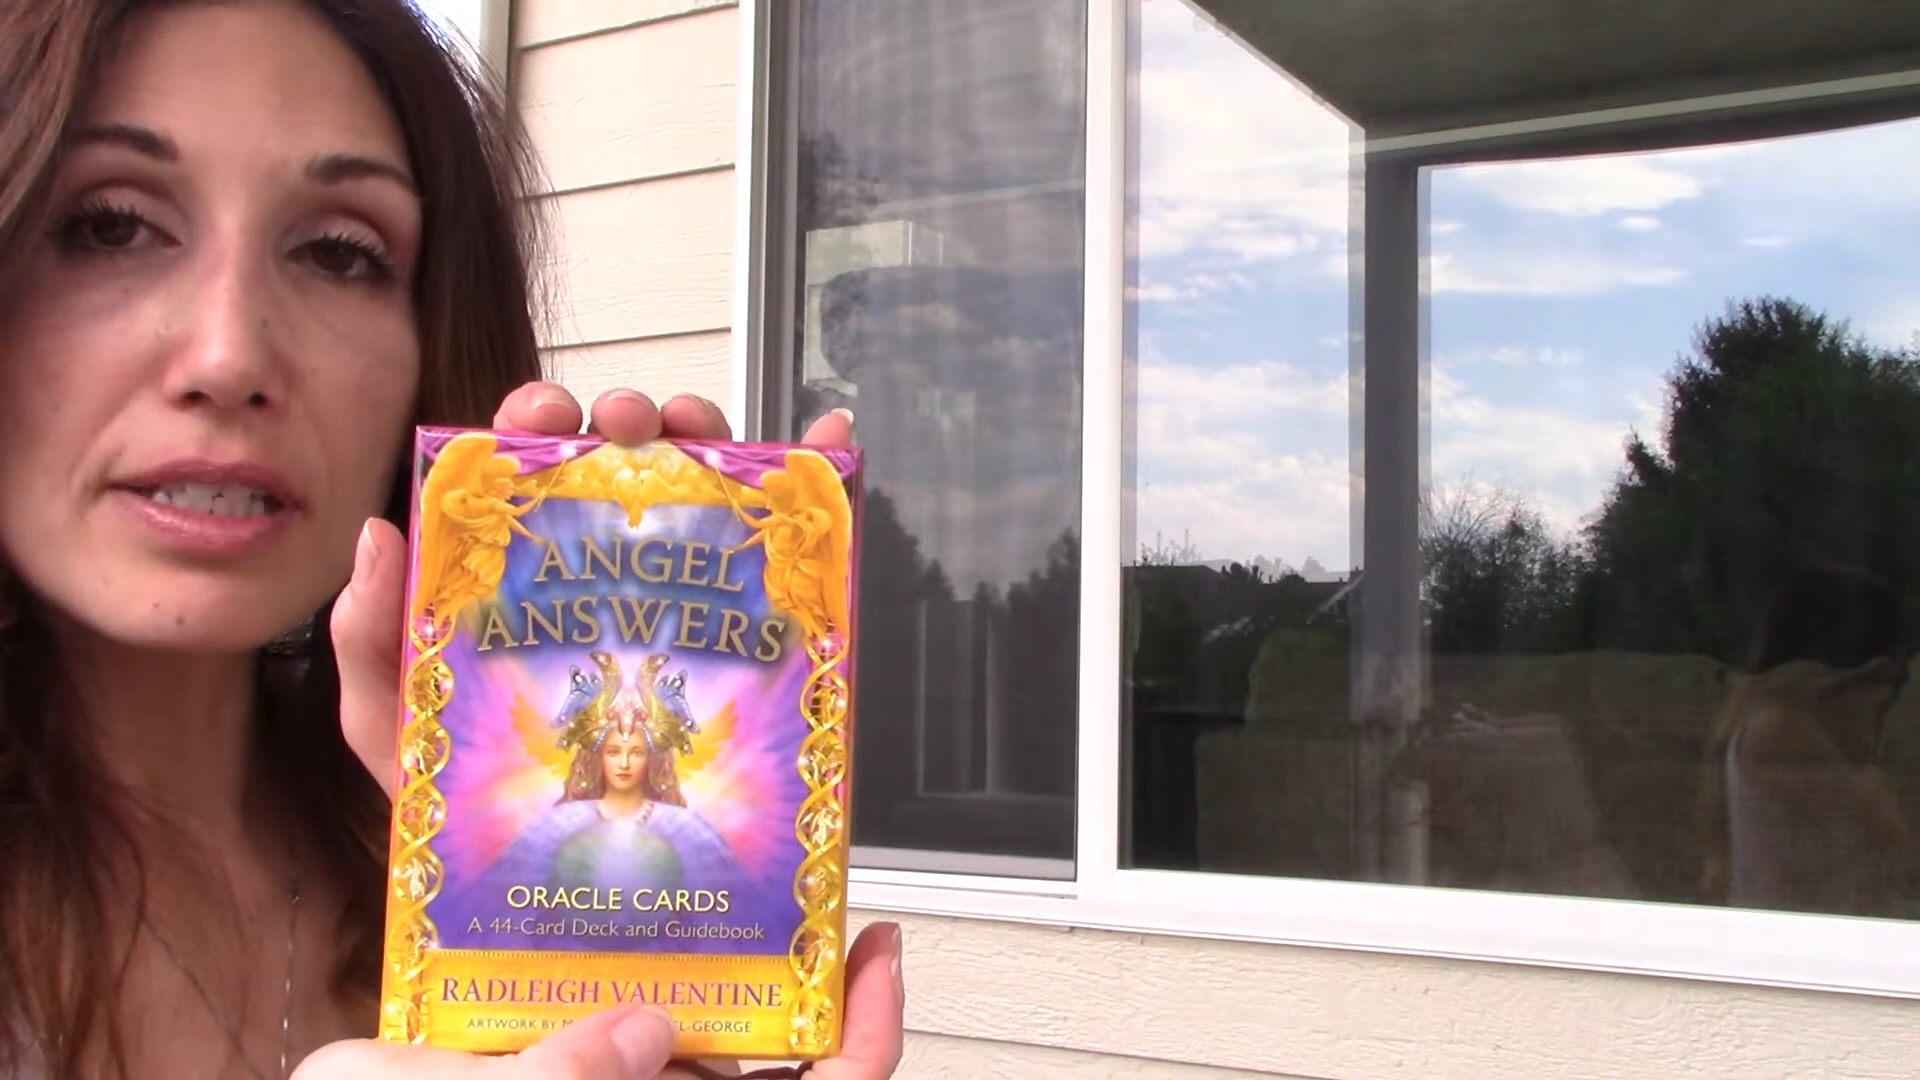 ANGEL
ANSWERS
ORACLE CARDS
A 44-Card Deck and Guidebook
RADLEIGH VALENTINE
ARTWORK BY